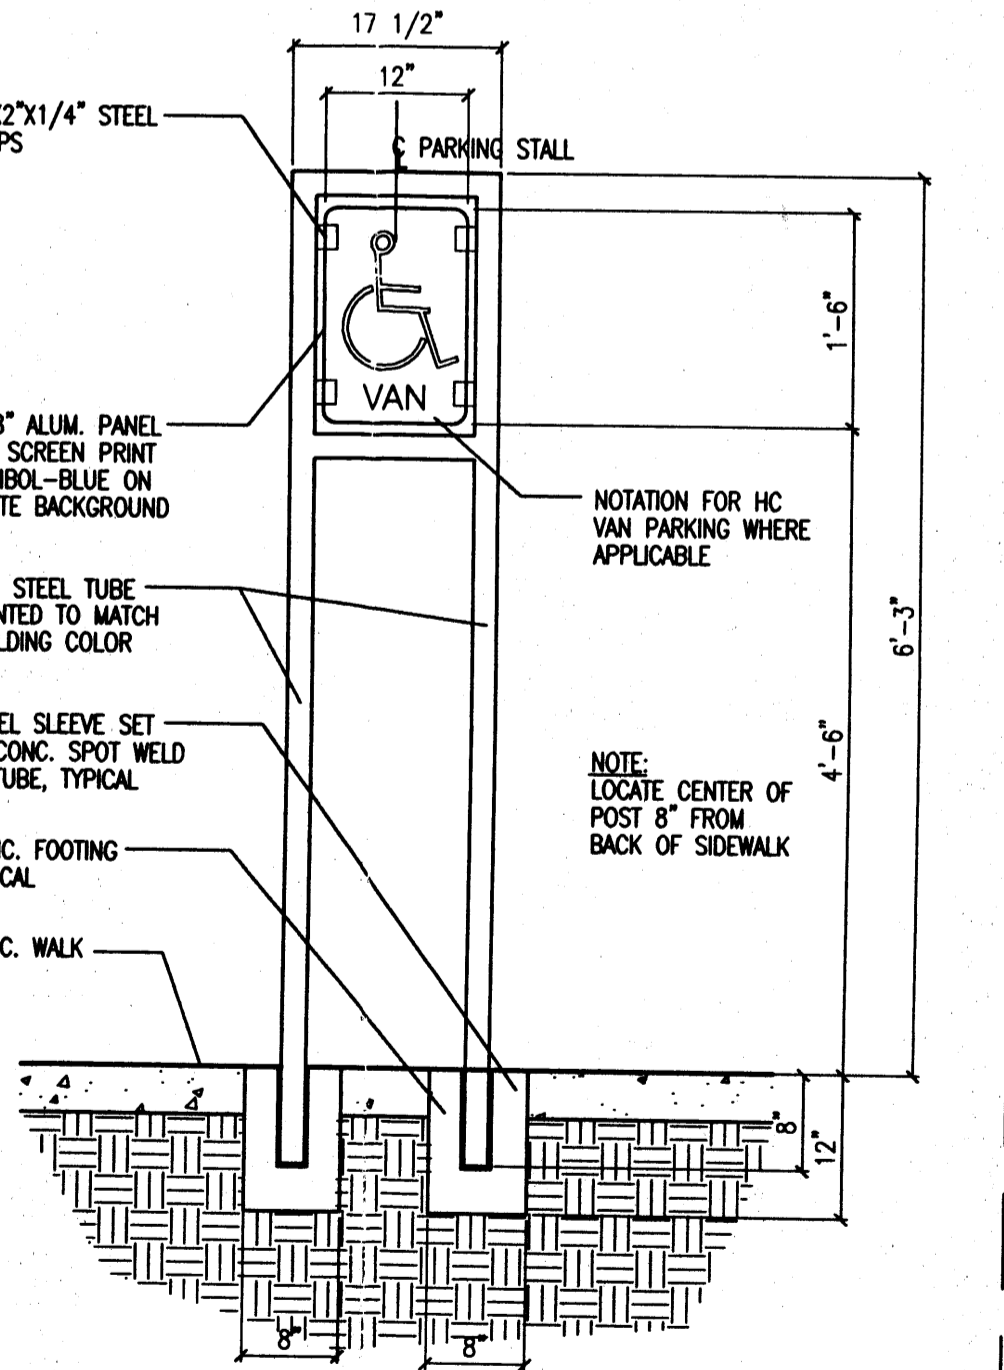 17 1/2"
12"
X2"X1/4" STEEL
PS
℄ PARKING STALL
1'-6"
VAN
8" ALUM. PANEL
SCREEN PRINT
MBOL-BLUE ON
TE BACKGROUND
NOTATION FOR HC
VAN PARKING WHERE
APPLICABLE
STEEL TUBE
NTED TO MATCH
LDING COLOR
6'-3"
EL SLEEVE SET
CONC. SPOT WELD
TUBE, TYPICAL
4'-6"
NOTE:
LOCATE CENTER OF
POST 8" FROM
BACK OF SIDEWALK
C. FOOTING
CAL
C. WALK
8"
12"
8"
8"